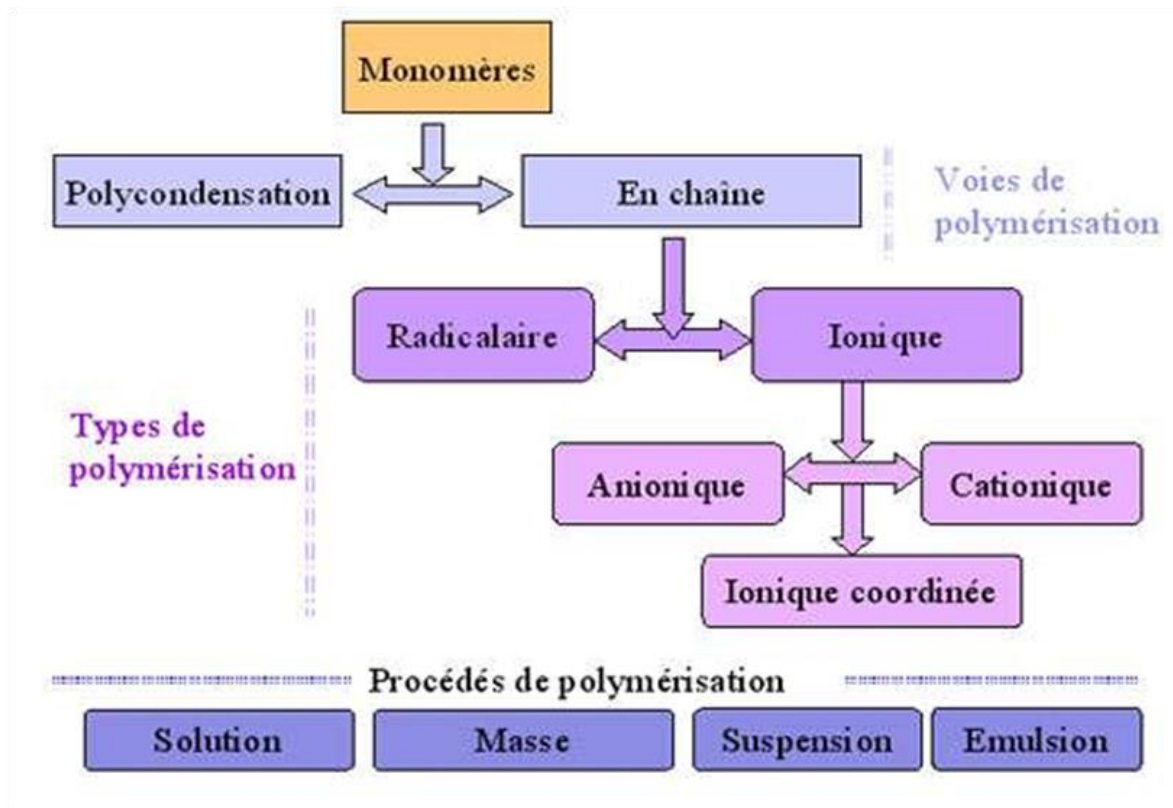 Monomères
Polycondensation
En chaîne
Voies de
polymérisation
Radicalaire
Ionique
Types de
polymérisation
Anionique
Cationique
Ionique coordinée
Procédés de polymérisation
Solution
Masse
Suspension
Emulsion